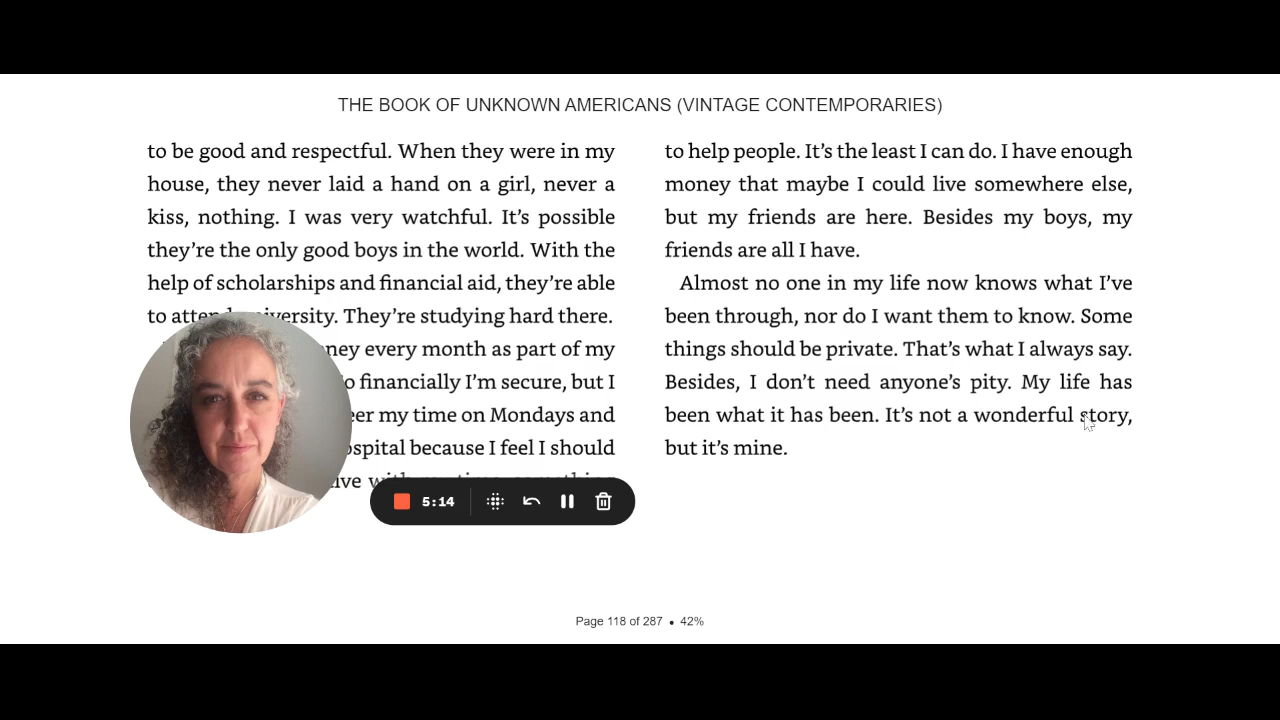 THE BOOK OF UNKNOWN AMERICANS (VINTAGE CONTEMPORARIES)
to be good and respectful. When they were in my
house, they never laid a hand on a girl, never a
kiss, nothing. I was very watchful. It’s possible
they’re the only good boys in the world. With the
help of scholarships and financial aid, they’re able
to attend university. They’re studying hard there.
every month as part of my
financially I’m secure, but I
my time on Mondays and
because I feel I should
to help people. It’s the least I can do. I have enough
money that maybe I could live somewhere else,
but my friends are here. Besides my boys, my
friends are all I have.
Almost no one in my life now knows what I’ve
been through, nor do I want them to know. Some
things should be private. That’s what I always say.
Besides, I don’t need anyone’s pity. My life has
been what it has been. It’s not a wonderful story,
but it’s mine.
5:14
Page 118 of 287 • 42%